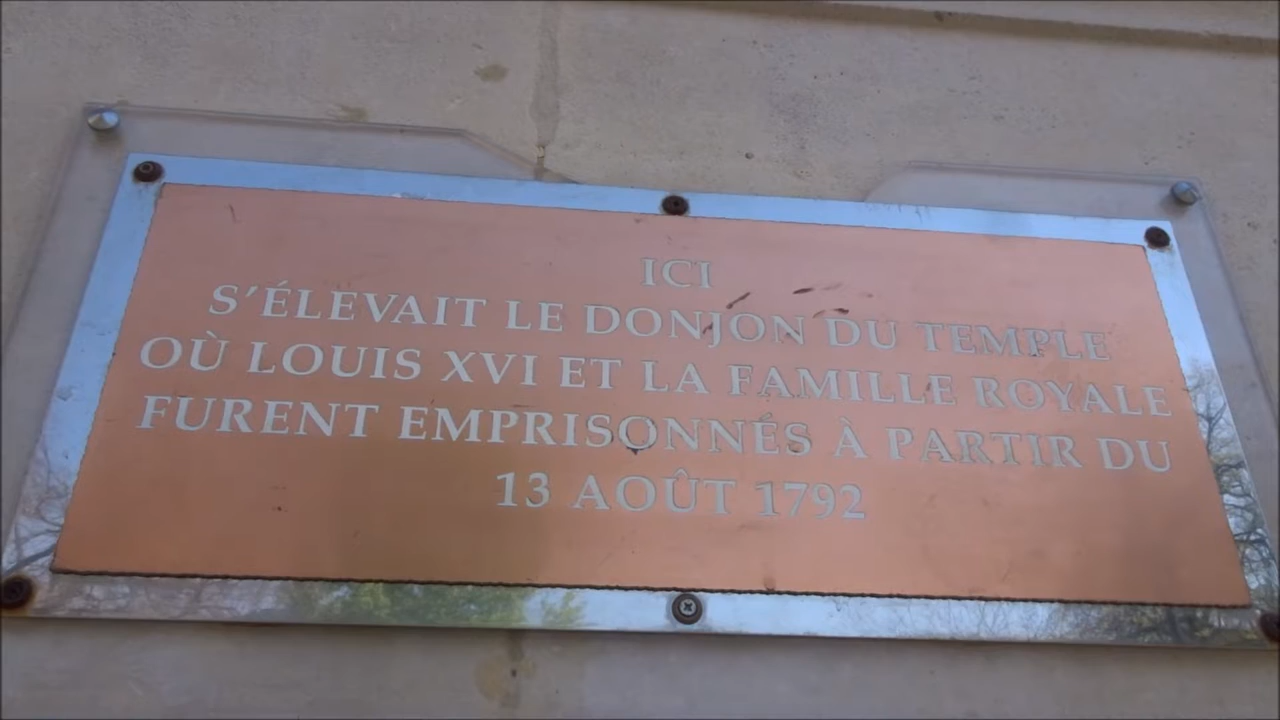 ICI
S'ÉLEVAIT LE DONJON DU TEMPLE
OÙ LOUIS XVI ET LA FAMILLE ROYALE
FURENT EMPRISONNÉS À PARTIR DU
13 AOÛT 1792